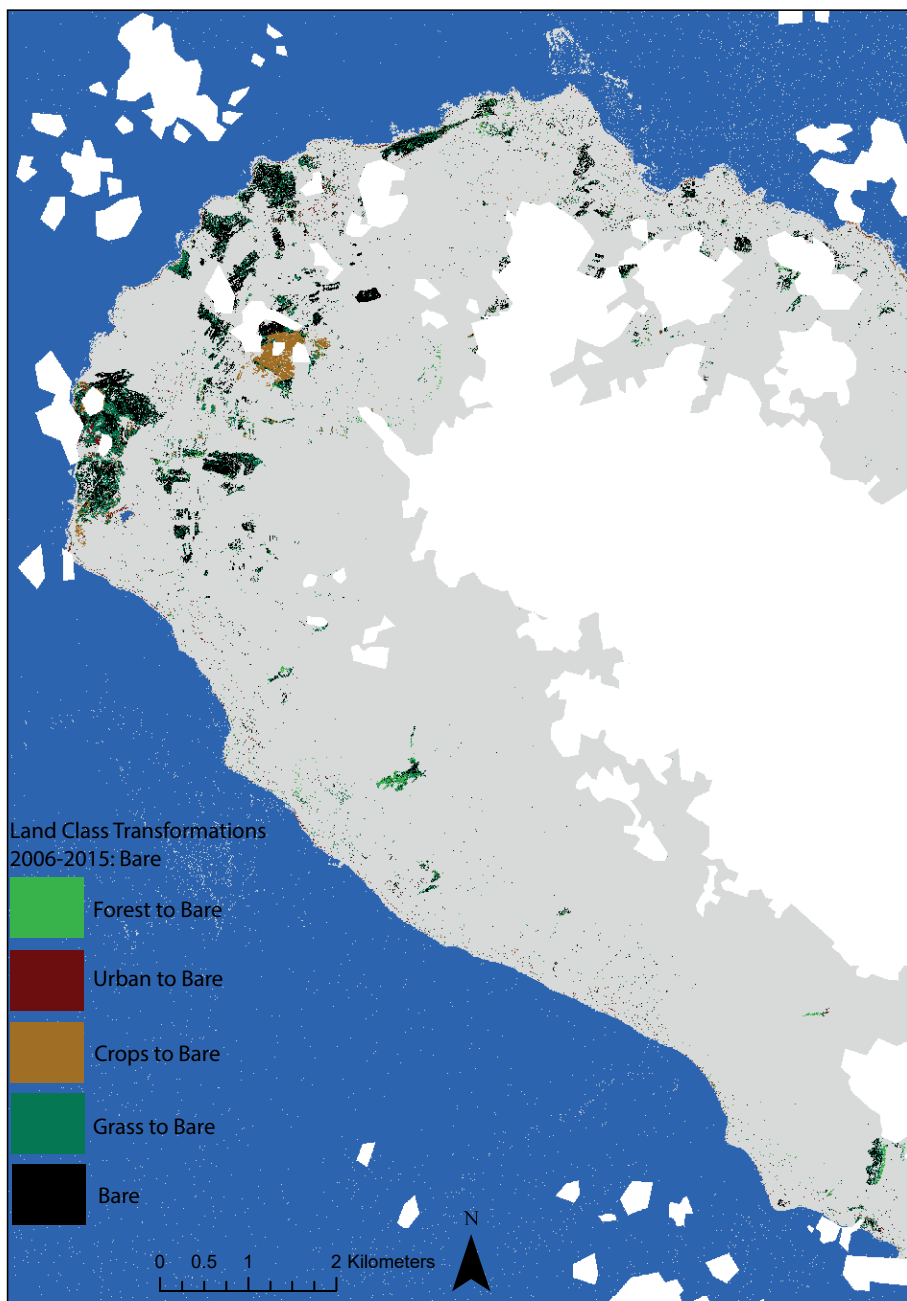 Land Class Transformations
2006-2015: Bare
Forest to Bare
Urban to Bare
Crops to Bare
Grass to Bare
Bare
N
0 0.5 1 2 Kilometers